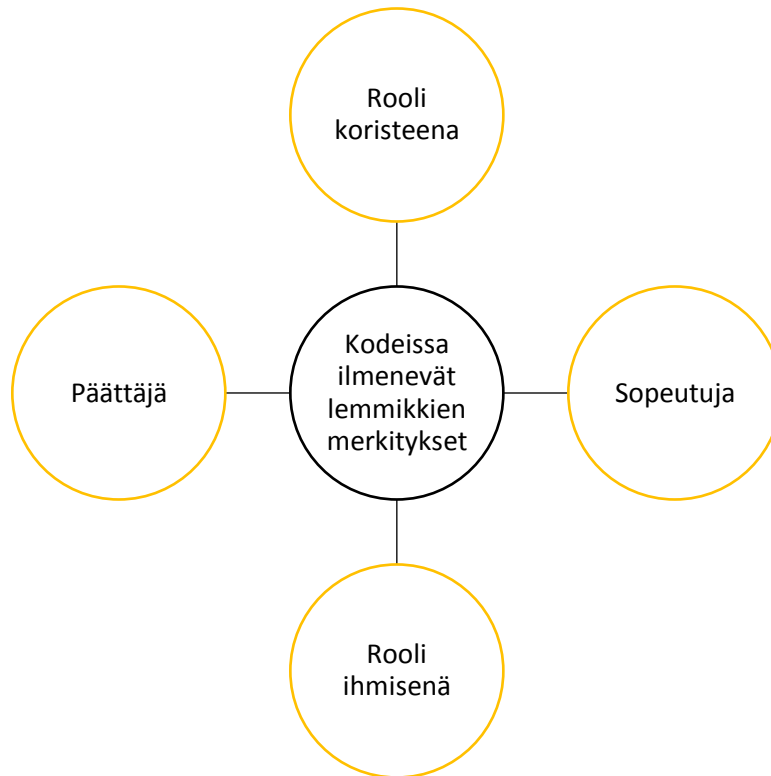 Rooli
koristeena
Päättäjä
Kodeissa
ilmenevät
lemmikkien
merkitykset
Sopeutuja
Rooli
ihmisenä